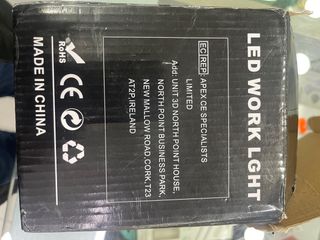 LED WORK LGHT
EC REP APEX CE SPECIALISTS
LIMITED
Add: UNIT 3D NORTH POINT HOUSE,
NORTH POINT BUSINESS PARK,
NEW MALLOW ROAD, CORK, T23
AT2P, IRELAND
CE
RoHS
MADE IN CHINA